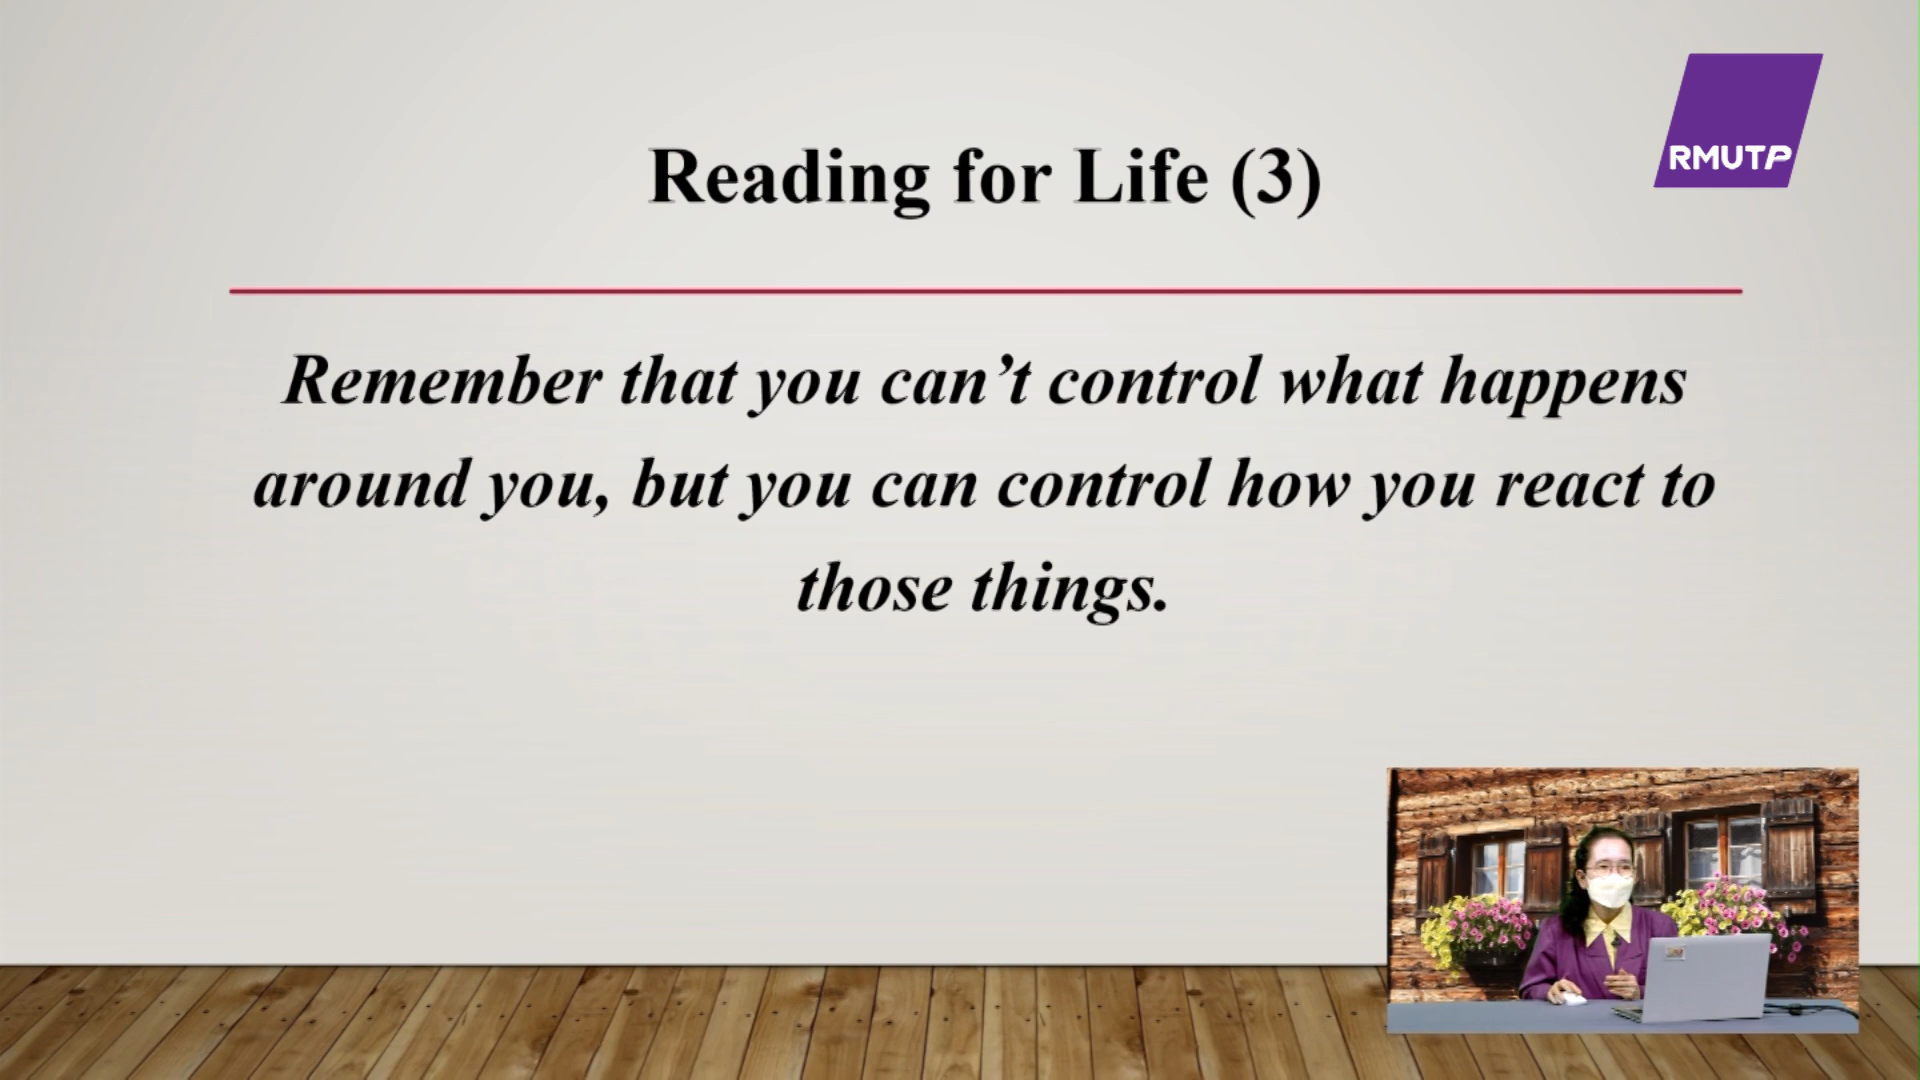 RMUTP
Reading for Life (3)
Remember that you can’t control what happens
around you, but you can control how you react to
those things.